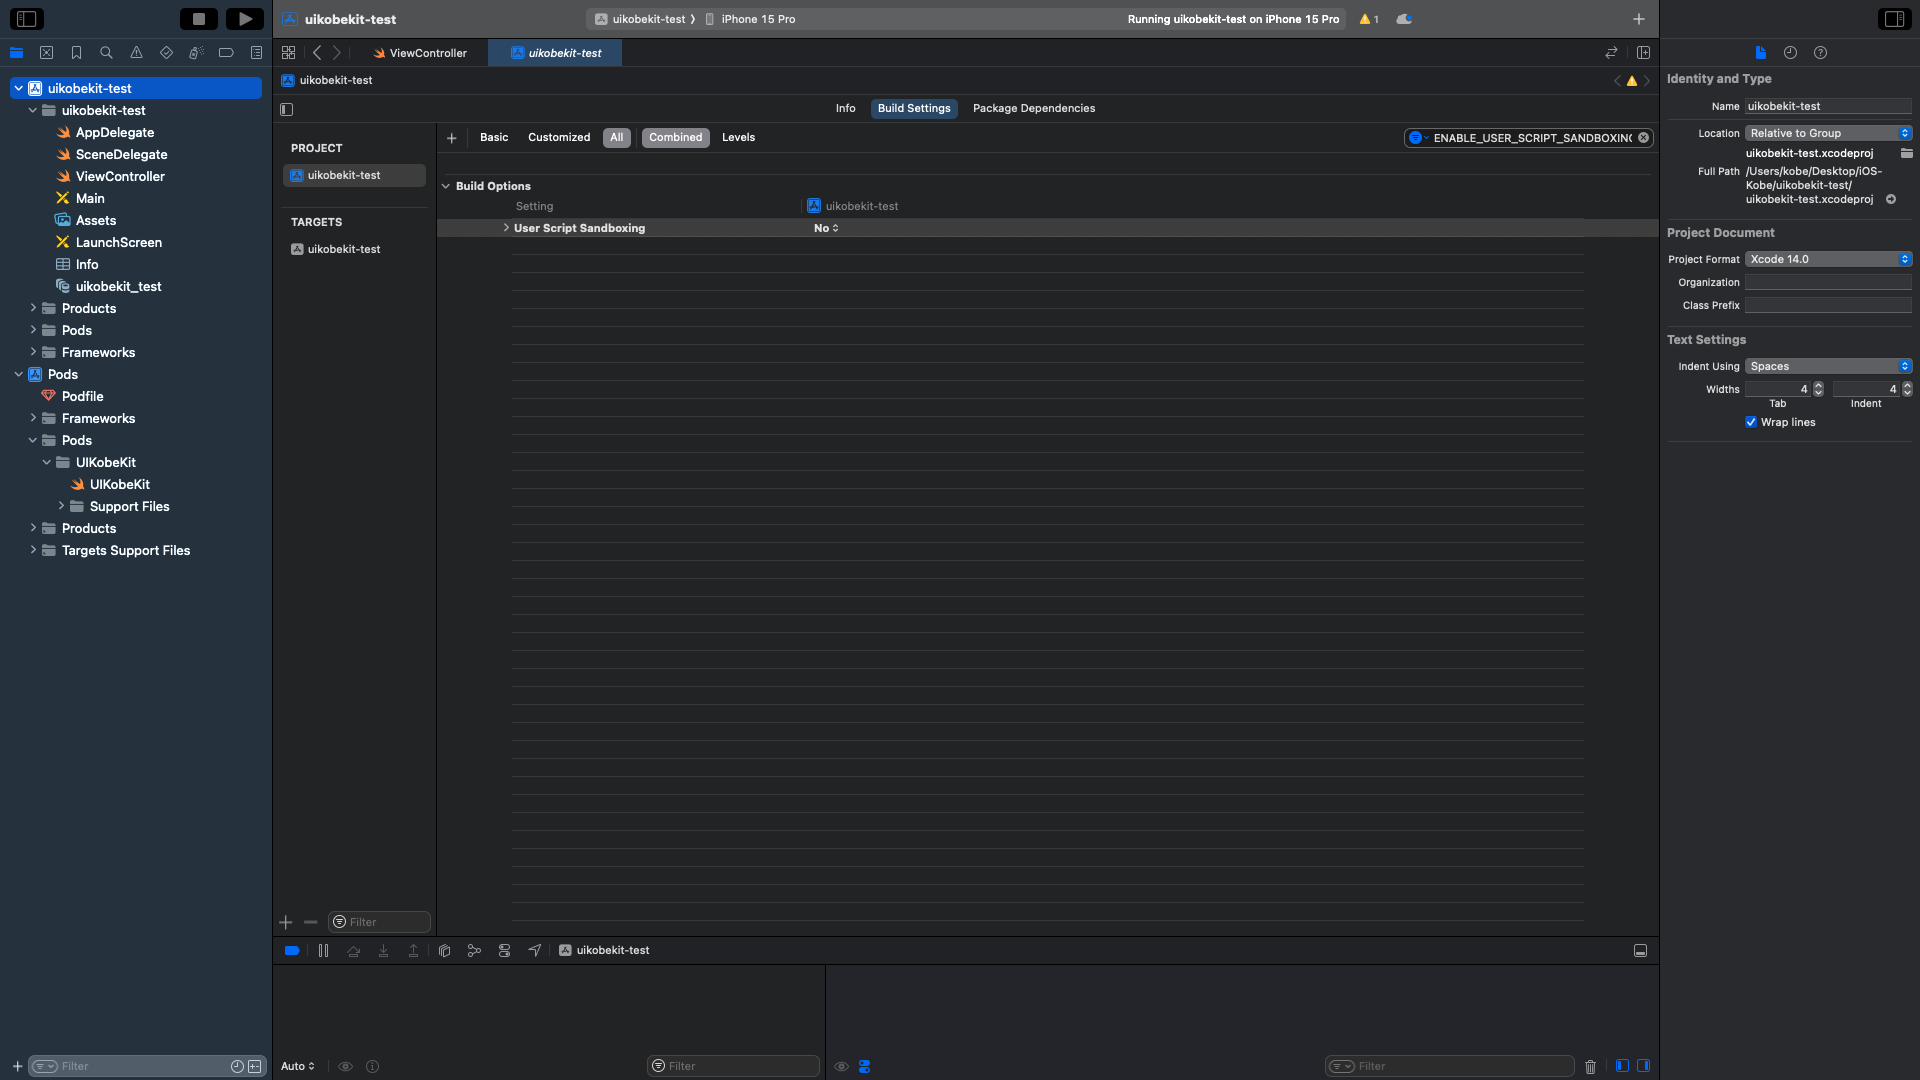 uikobekit-test
uikobekit-test ❭ iPhone 15 Pro
Running uikobekit-test on iPhone 15 Pro
1
uikobekit-test
uikobekit-test
AppDelegate
SceneDelegate
ViewController
Main
Assets
LaunchScreen
Info
uikobekit_test
Products
Pods
Frameworks
Pods
Podfile
Frameworks
Pods
UIKobeKit
UIKobeKit
Support Files
Products
Targets Support Files
Filter
ViewController
uikobekit-test
uikobekit-test
Info
Build Settings
Package Dependencies
PROJECT
uikobekit-test
TARGETS
uikobekit-test
Filter
Basic
Customized
All
Combined
Levels
ENABLE_USER_SCRIPT_SANDBOXING
Build Options
Setting
uikobekit-test
User Script Sandboxing
No
uikobekit-test
Auto
Filter
Filter
Identity and Type
Name uikobekit-test
Location Relative to Group
uikobekit-test.xcodeproj
Full Path /Users/kobe/Desktop/iOS-
Kobe/uikobekit-test/
uikobekit-test.xcodeproj
Project Document
Project Format Xcode 14.0
Organization
Class Prefix
Text Settings
Indent Using Spaces
Widths 4 4
Tab Indent
Wrap lines